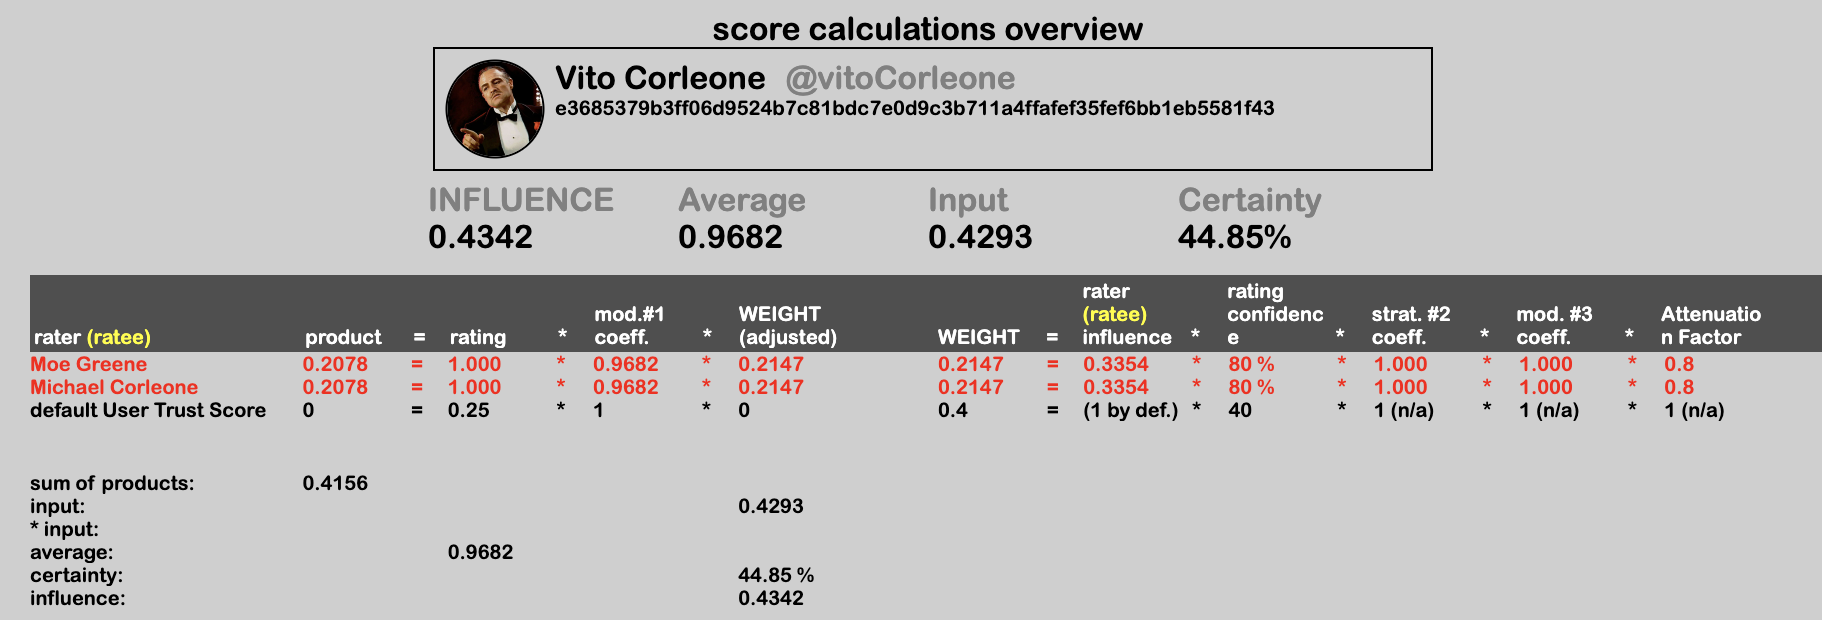 score calculations overview
Vito Corleone @vitoCorleone
e3685379b3ff06d9524b7c81bdc7e0d9c3b711a4ffafef35fef6bb1eb5581f43
INFLUENCE Average Input Certainty
0.4342 0.9682 0.4293 44.85%
rater (ratee) product = rating * mod.#1 coeff. * WEIGHT (adjusted) WEIGHT = rater (ratee) influence * rating confidenc e * strat. #2 coeff. * mod. #3 coeff. * Attenuatio n Factor
Moe Greene 0.2078 = 1.000 * 0.9682 * 0.2147 0.2147 = 0.3354 * 80 % * 1.000 * 1.000 * 0.8
Michael Corleone 0.2078 = 1.000 * 0.9682 * 0.2147 0.2147 = 0.3354 * 80 % * 1.000 * 1.000 * 0.8
default User Trust Score 0 = 0.25 * 1 * 0 0.4 = (1 by def.) * 40 * 1 (n/a) * 1 (n/a) * 1 (n/a)
sum of products: 0.4156
input: 0.4293
* input:
average: 0.9682
certainty: 44.85 %
influence: 0.4342